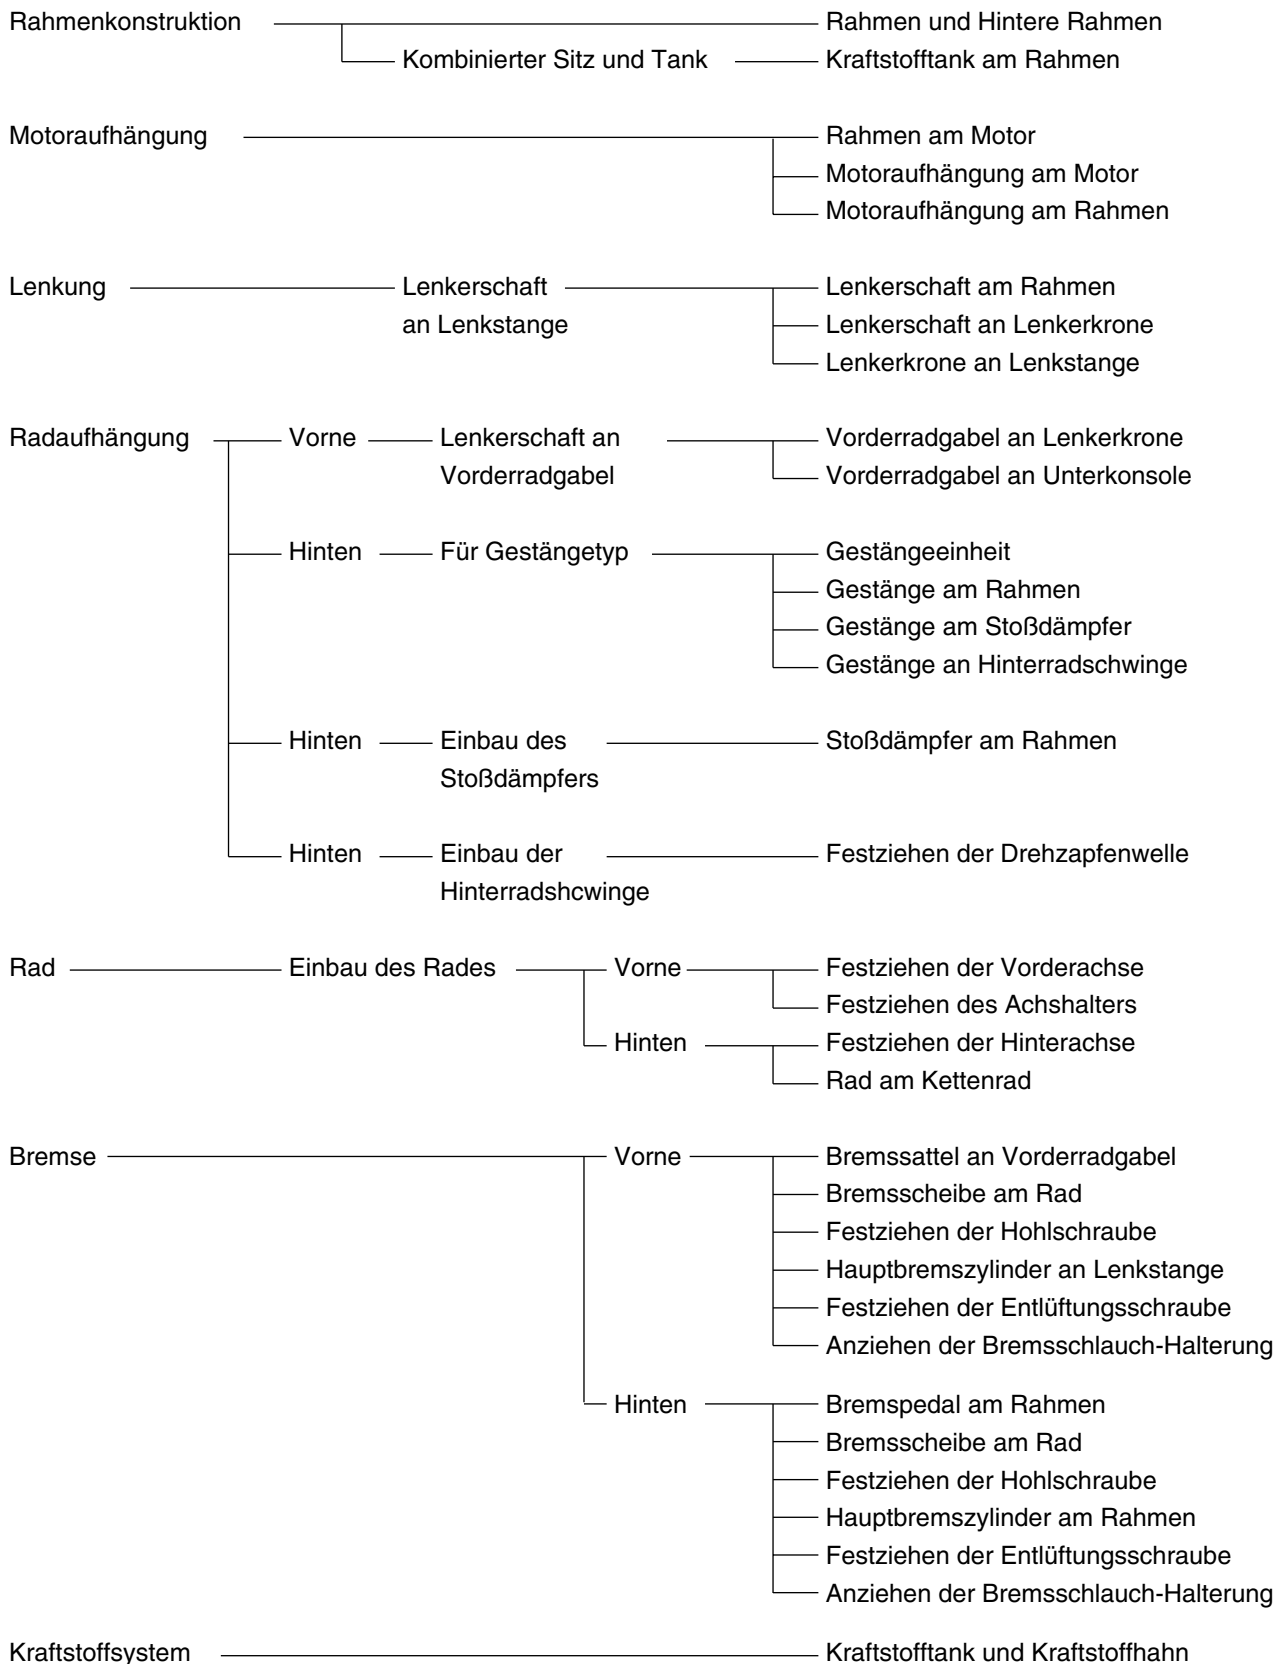 Rahmenkonstruktion Rahmen und Hintere Rahmen
Kombinierter Sitz und Tank Kraftstofftank am Rahmen
Motoraufhängung Rahmen am Motor
Motoraufhängung am Motor
Motoraufhängung am Rahmen
Lenkung Lenkerschaft Lenkerschaft am Rahmen
an Lenkstange Lenkerschaft an Lenkerkrone
Lenkerkrone an Lenkstange
Radaufhängung Vorne Lenkerschaft an Vorderradgabel an Lenkerkrone
Vorderradgabel Vorderradgabel an Unterkonsole
Hinten Für Gestängetyp Gestängeeinheit
Gestänge am Rahmen
Gestänge am Stoßdämpfer
Gestänge an Hinterradschwinge
Hinten Einbau des Stoßdämpfer am Rahmen
Stoßdämpfers
Hinten Einbau der Festziehen der Drehzapfenwelle
Hinterradshcwinge
Rad Einbau des Rades Vorne Festziehen der Vorderachse
Festziehen des Achshalters
Hinten Festziehen der Hinterachse
Rad am Kettenrad
Bremse Vorne Bremssattel an Vorderradgabel
Bremsscheibe am Rad
Festziehen der Hohlschraube
Hauptbremszylinder an Lenkstange
Festziehen der Entlüftungsschraube
Anziehen der Bremsschlauch-Halterung
Hinten Bremspedal am Rahmen
Bremsscheibe am Rad
Festziehen der Hohlschraube
Hauptbremszylinder am Rahmen
Festziehen der Entlüftungsschraube
Anziehen der Bremsschlauch-Halterung
Kraftstoffsystem Kraftstofftank und Kraftstoffhahn